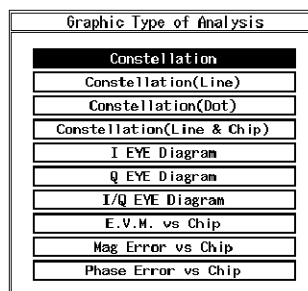 Graphic Type of Analysis
Constellation
Constellation(Line)
Constellation(Dot)
Constellation(Line & Chip)
I EYE Diagram
Q EYE Diagram
I/Q EYE Diagram
E.V.M. vs Chip
Mag Error vs Chip
Phase Error vs Chip